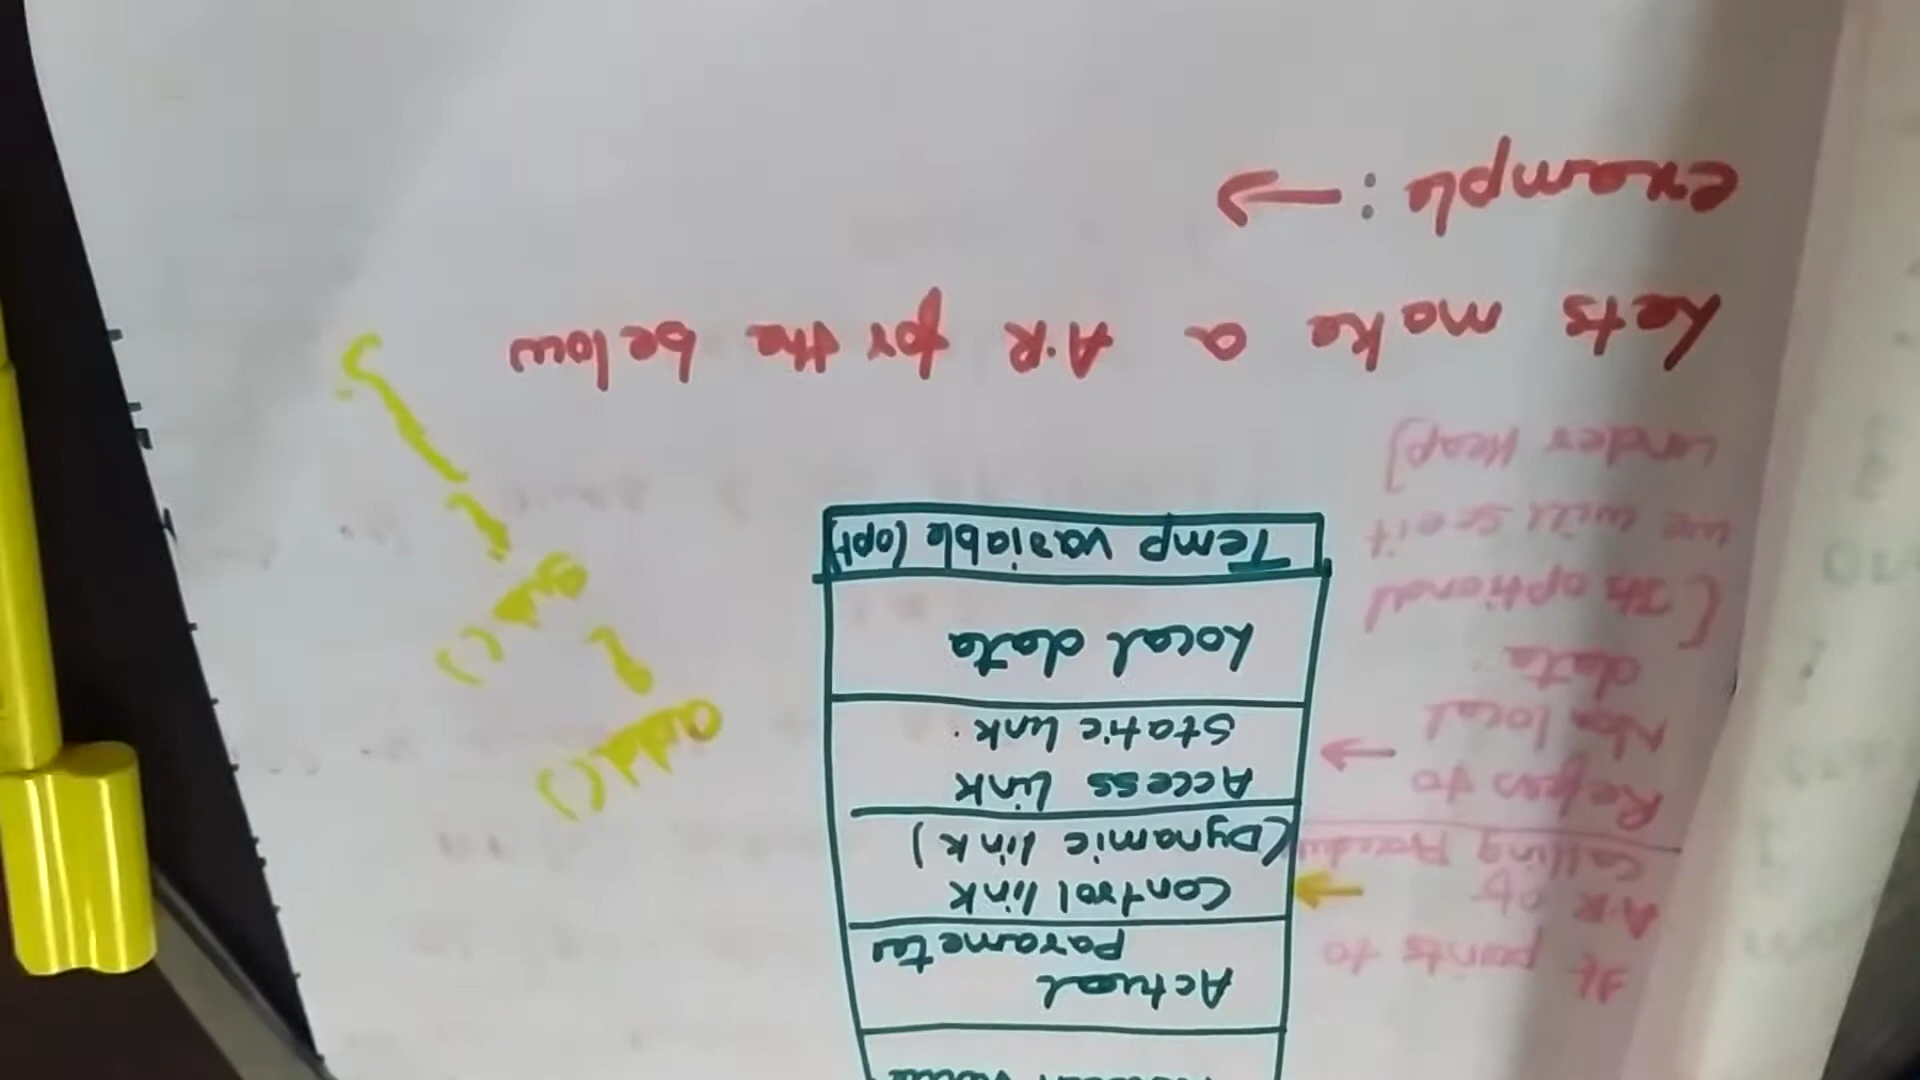 Return value
Actual
Parameter
It points to
A.R of
Calling Procedure
Control link
(Dynamic link)
Refers to
Non local
data
(Its optional
we will see it
under Heap]
Access link
Static link.
Local data
Temp variable (opt)
add()
Lets make a A.R for the below
example : →